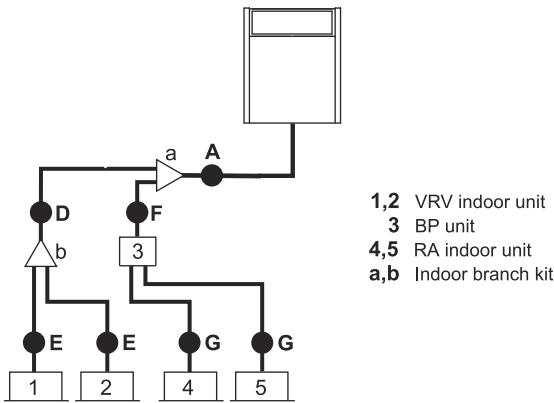 a
A
D
F
b
3
E
E
G
G
1
2
4
5
1,2 VRV indoor unit
3 BP unit
4,5 RA indoor unit
a,b Indoor branch kit